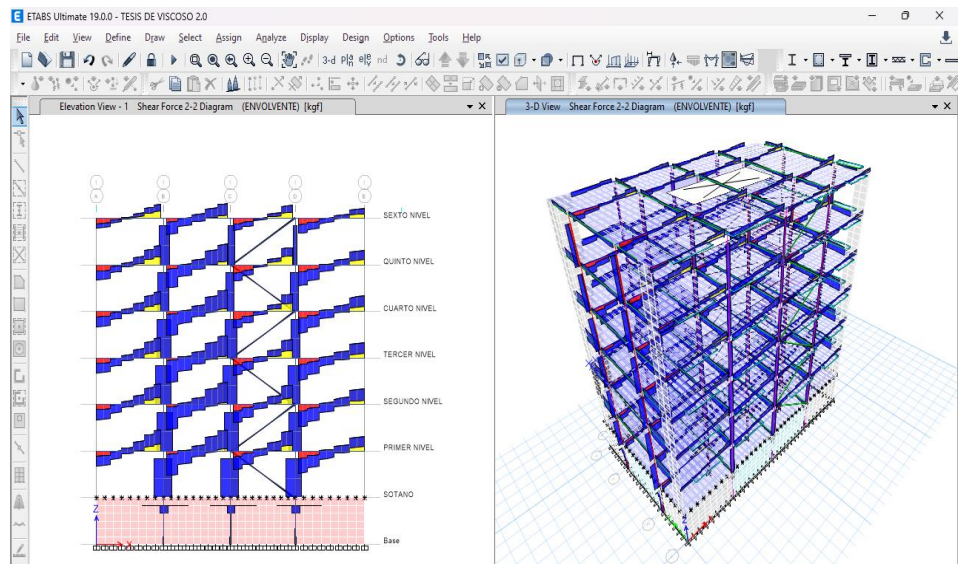 ETABS Ultimate 19.0.0 - TESIS DE VISCOSO 2.0
File Edit View Define Draw Select Assign Analyze Display Design Options Tools Help
3-d nd
Elevation View - 1 Shear Force 2-2 Diagram (ENVOLVENTE) [kgf]
3-D View Shear Force 2-2 Diagram (ENVOLVENTE) [kgf]
SEXTO NIVEL
QUINTO NIVEL
CUARTO NIVEL
TERCER NIVEL
SEGUNDO NIVEL
PRIMER NIVEL
SOTANO
Z
X
Base